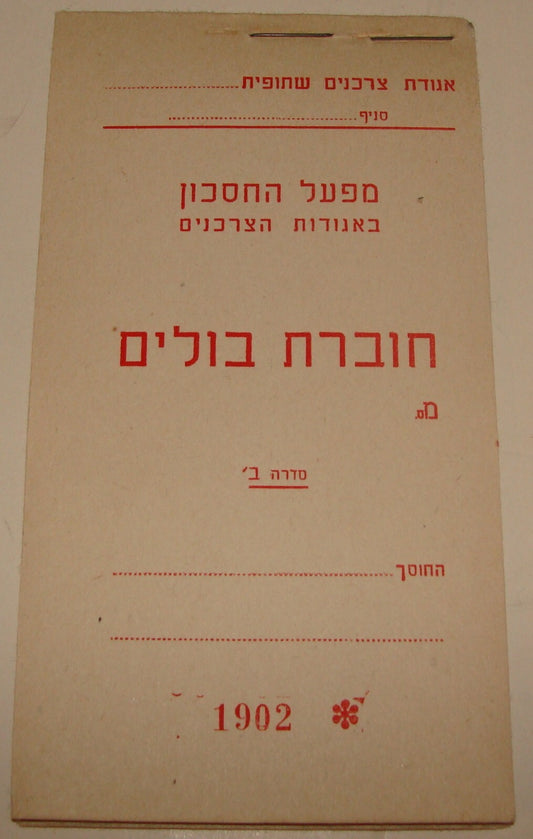 אגודת צרכנים שתופית
סניף
מפעל החסכון
באגודות הצרכנים
חוברת בולים
מס.
סדרה ב׳
החוסך
1902 *